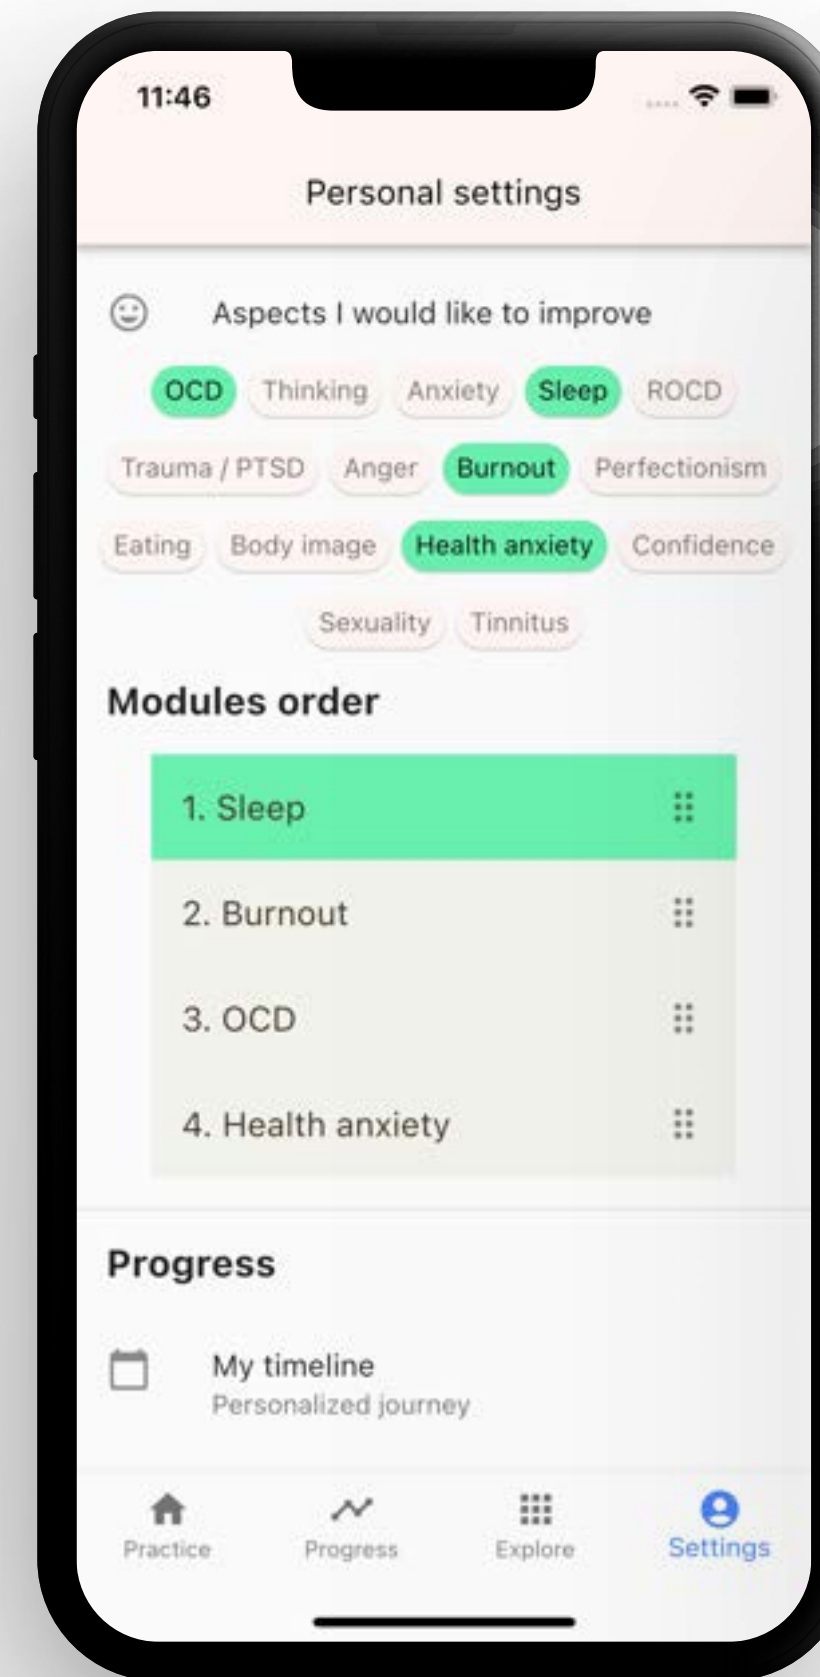 11:46
Personal settings
Aspects I would like to improve
OCD Thinking Anxiety Sleep ROCD
Trauma / PTSD Anger Burnout Perfectionism
Eating Body image Health anxiety Confidence
Sexuality Tinnitus
Modules order
1. Sleep
2. Burnout
3. OCD
4. Health anxiety
Progress
My timeline
Personalized journey
Practice Progress Explore Settings